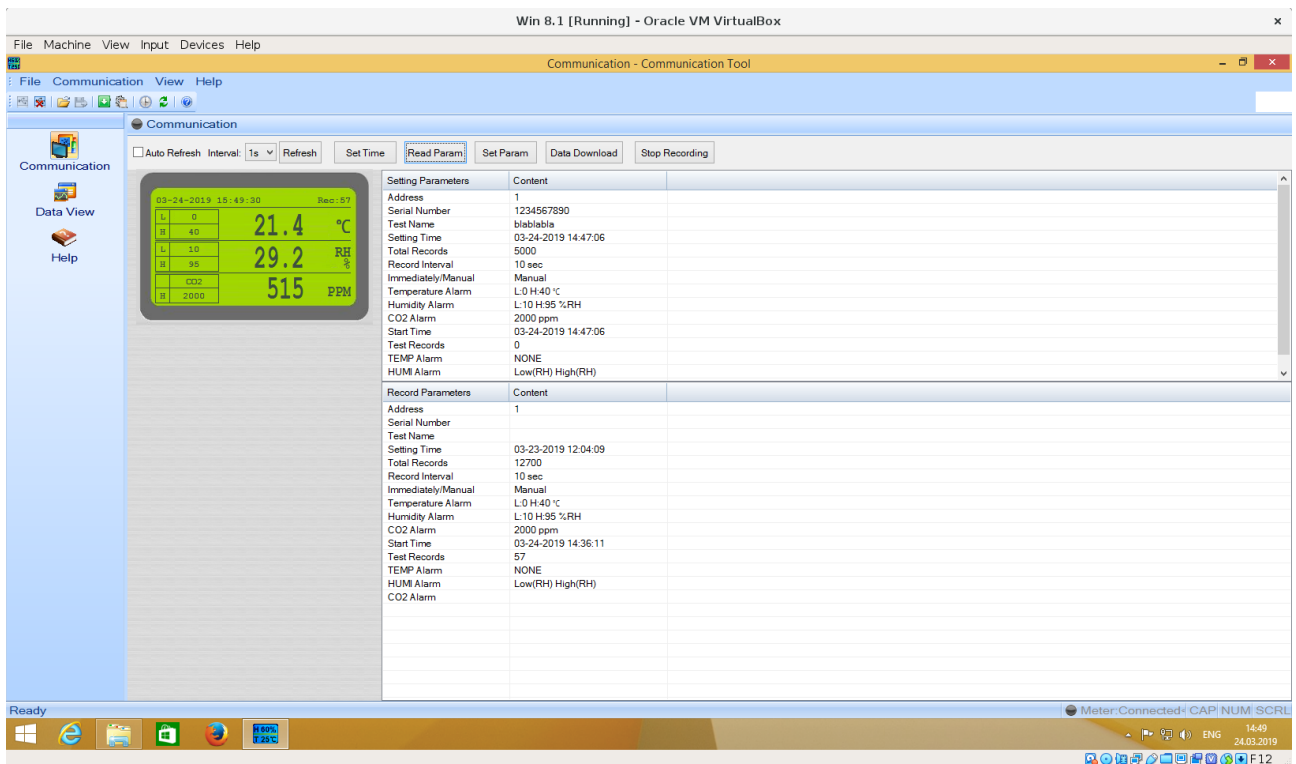 Win 8.1 [Running] - Oracle VM VirtualBox
×
File Machine View Input Devices Help
Communication - Communication Tool
File Communication View Help
Communication
Communication
Data View
Help
Auto Refresh Interval: 1s Refresh Set Time Read Param Set Param Data Download Stop Recording
03-24-2019 15:49:30 Rec:57
L 0
H 40
21.4 °C
L 10
H 95
29.2 RH %
CO2
H 2000
515 PPM
Setting Parameters Content
Address 1
Serial Number 1234567890
Test Name blablabla
Setting Time 03-24-2019 14:47:06
Total Records 5000
Record Interval 10 sec
Immediately/Manual Manual
Temperature Alarm L:0 H:40 ℃
Humidity Alarm L:10 H:95 %RH
CO2 Alarm 2000 ppm
Start Time 03-24-2019 14:47:06
Test Records 0
TEMP Alarm NONE
HUMI Alarm Low(RH) High(RH)
Record Parameters Content
Address 1
Serial Number
Test Name
Setting Time 03-23-2019 12:04:09
Total Records 12700
Record Interval 10 sec
Immediately/Manual Manual
Temperature Alarm L:0 H:40 ℃
Humidity Alarm L:10 H:95 %RH
CO2 Alarm 2000 ppm
Start Time 03-24-2019 14:36:11
Test Records 57
TEMP Alarm NONE
HUMI Alarm Low(RH) High(RH)
CO2 Alarm
Ready
Meter:Connected- CAP NUM SCRL
H 60%
T 25℃
ENG
14:49
24.03.2019
F12